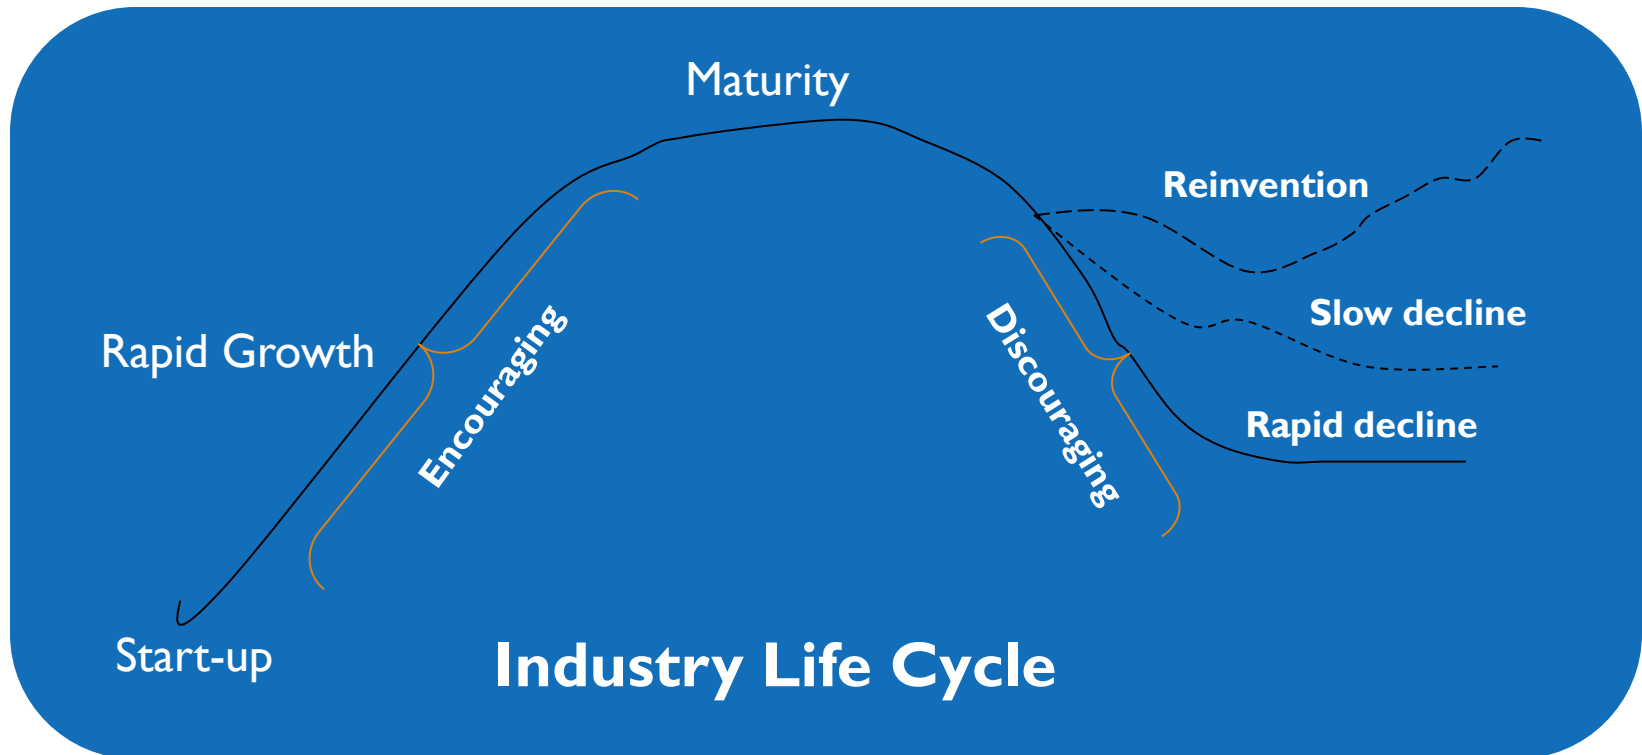 Maturity
Reinvention
Slow decline
Rapid Growth
Encouraging
Discouraging
Rapid decline
Start-up
Industry Life Cycle